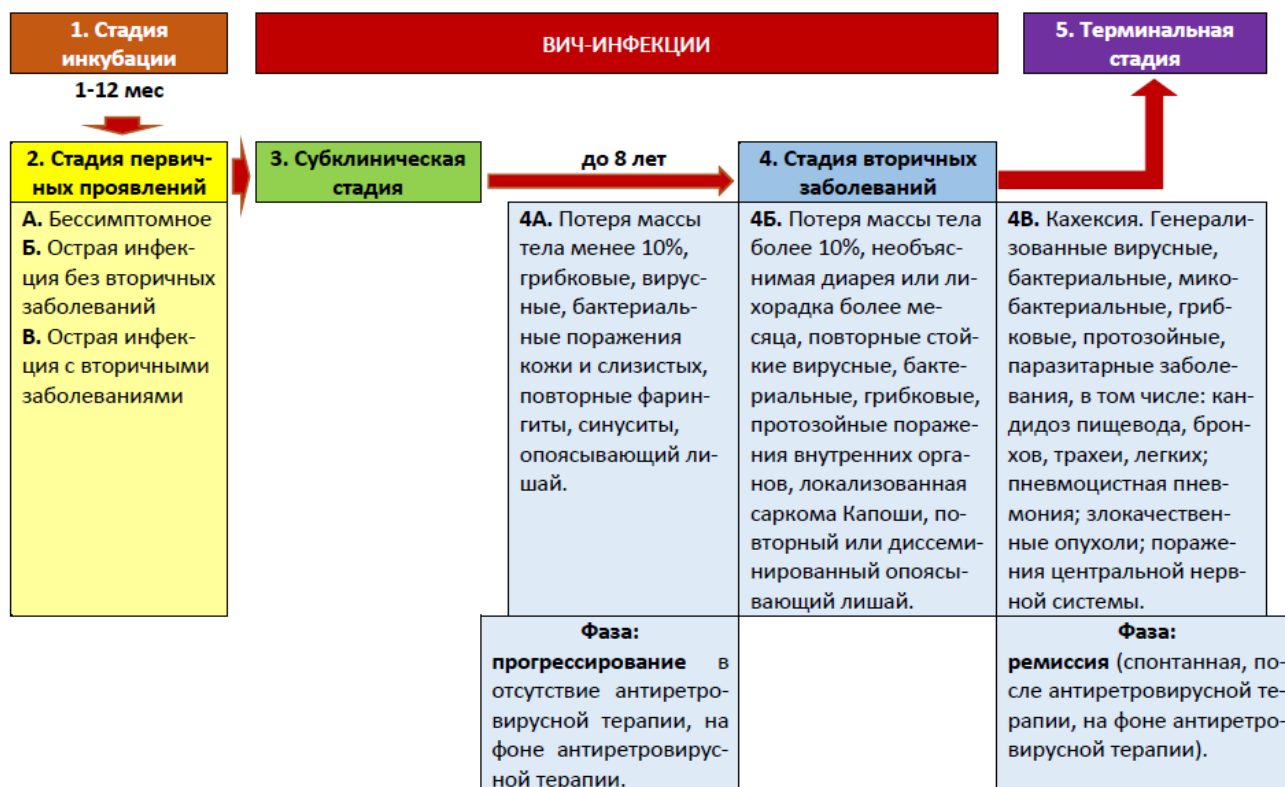 1. Стадия
инкубации
ВИЧ-ИНФЕКЦИИ
5. Терминальная
стадия
1-12 мес
2. Стадия первич-
ных проявлений
3. Субклиническая
стадия
до 8 лет
4. Стадия вторичных
заболеваний
А. Бессимптомное
Б. Острая инфек-
ция без вторичных
заболеваний
В. Острая инфек-
ция с вторичными
заболеваниями
4А. Потеря массы
тела менее 10%,
грибковые, вирус-
ные, бактериаль-
ные поражения
кожи и слизистых,
повторные фарин-
гиты, синуситы,
опоясывающий ли-
шай.
4Б. Потеря массы тела
более 10%, необъяс-
нимая диарея или ли-
хорадка более ме-
сяца, повторные стой-
кие вирусные, бакте-
риальные, грибковые,
протозойные пораже-
ния внутренних орга-
нов, локализованная
саркома Капоши, по-
вторный или диссеми-
нированный опоясы-
вающий лишай.
4В. Кахексия. Генерали-
зованные вирусные,
бактериальные, мико-
бактериальные, гриб-
ковые, протозойные,
паразитарные заболе-
вания, в том числе: кан-
дидоз пищевода, брон-
хов, трахеи, легких;
пневмоцистная пнев-
мония; злокачествен-
ные опухоли; пораже-
ния центральной нерв-
ной системы.
Фаза:
прогрессирование в
отсутствие антиретро-
вирусной терапии, на
фоне антиретровирус-
ной терапии.
Фаза:
ремиссия (спонтанная, по-
сле антиретровирусной те-
рапии, на фоне антиретро-
вирусной терапии).